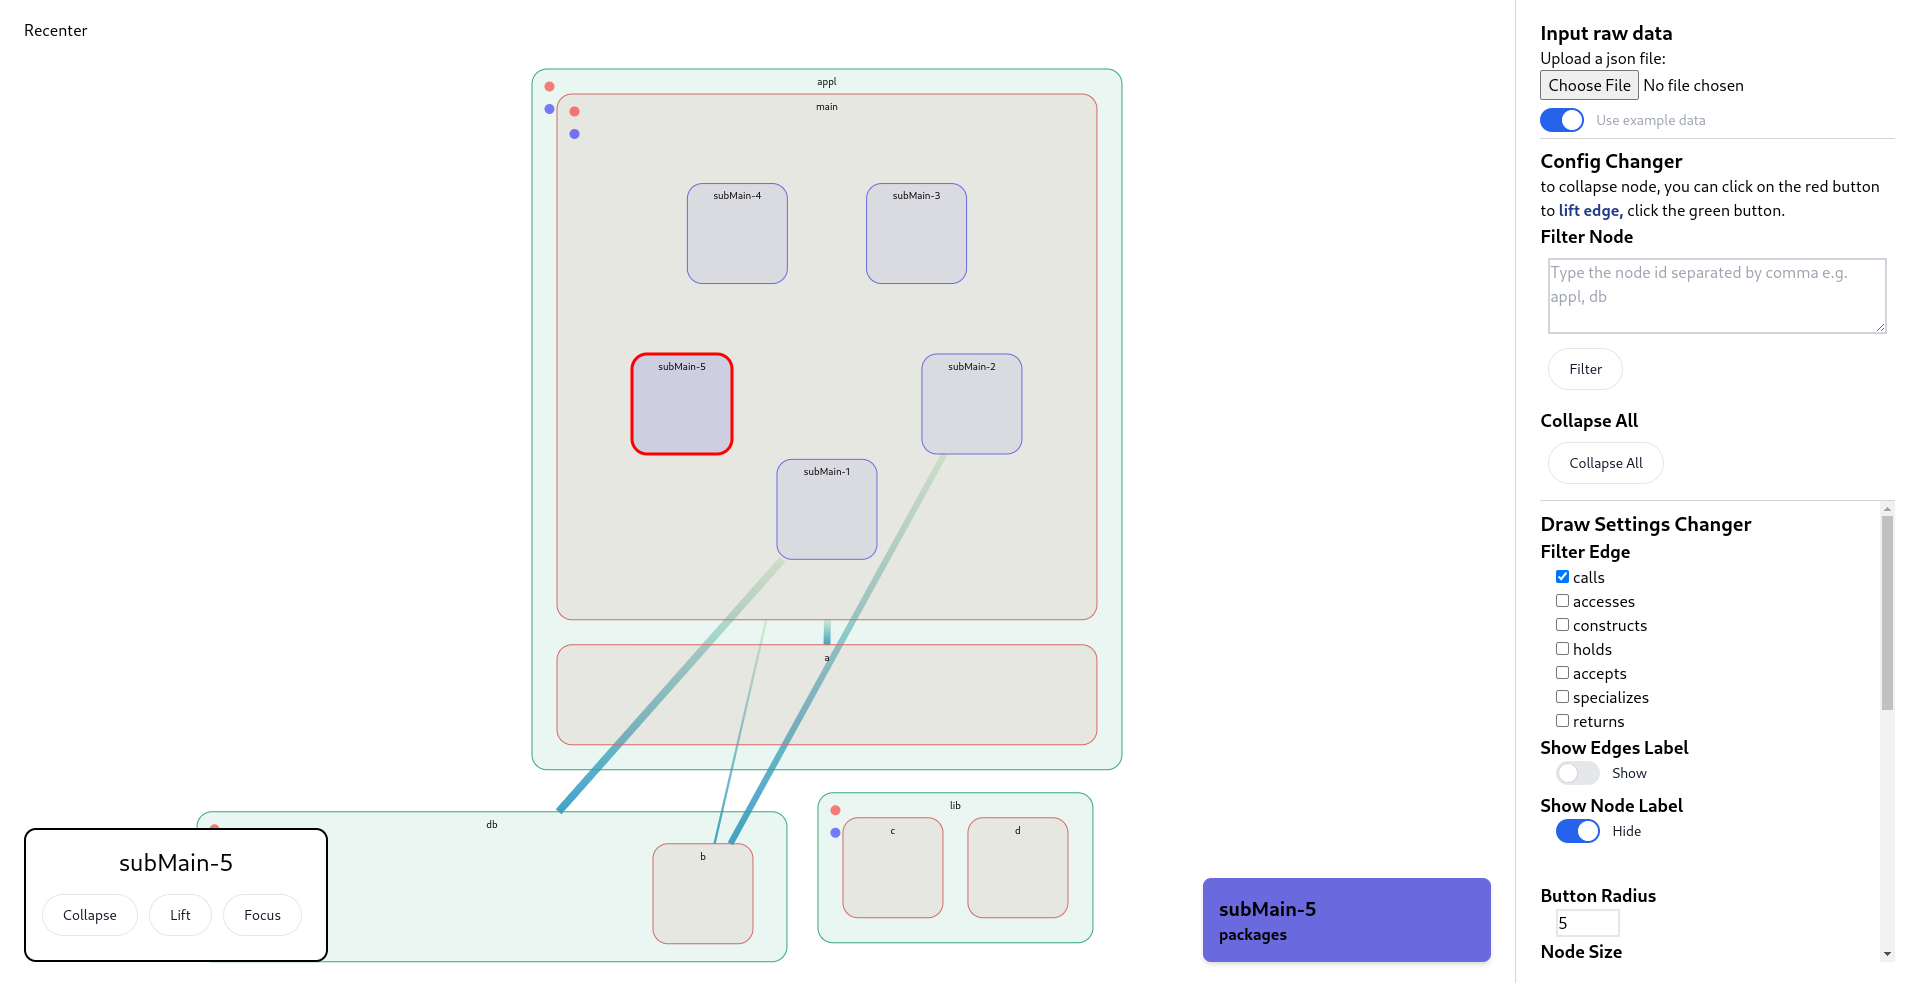 Recenter
appl
main
subMain-4
subMain-3
subMain-5
subMain-2
subMain-1
a
db
b
lib
c
d
subMain-5
Collapse
Lift
Focus
subMain-5
packages
Input raw data
Upload a json file:
Choose File No file chosen
Use example data
Config Changer
to collapse node, you can click on the red button
to lift edge, click the green button.
Filter Node
Type the node id separated by comma e.g.
appl, db
Filter
Collapse All
Collapse All
Draw Settings Changer
Filter Edge
calls
accesses
constructs
holds
accepts
specializes
returns
Show Edges Label
Show
Show Node Label
Hide
Button Radius
5
Node Size